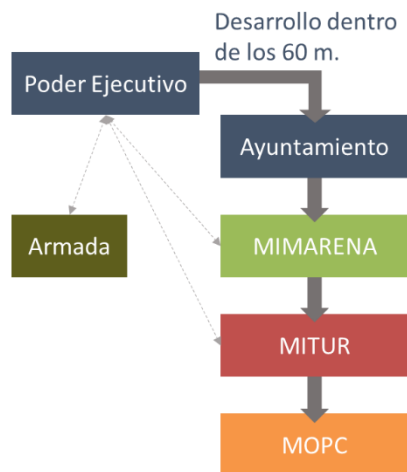 Desarrollo dentro
de los 60 m.
Poder Ejecutivo
Ayuntamiento
Armada
MIMARENA
MITUR
MOPC